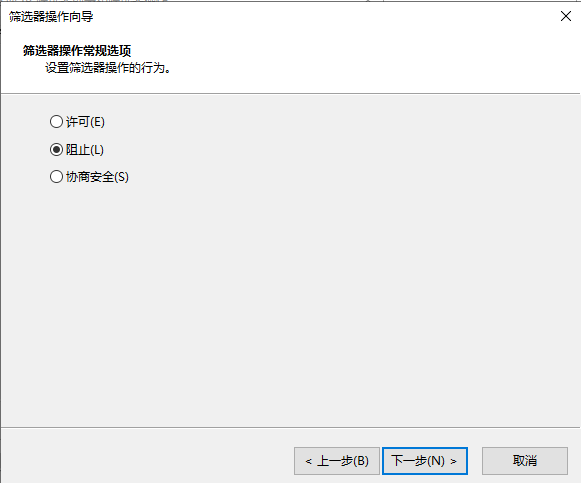 筛选器操作向导
筛选器操作常规选项
设置筛选器操作的行为。
许可(E)
阻止(L)
协商安全(S)
< 上一步(B)
下一步(N) >
取消